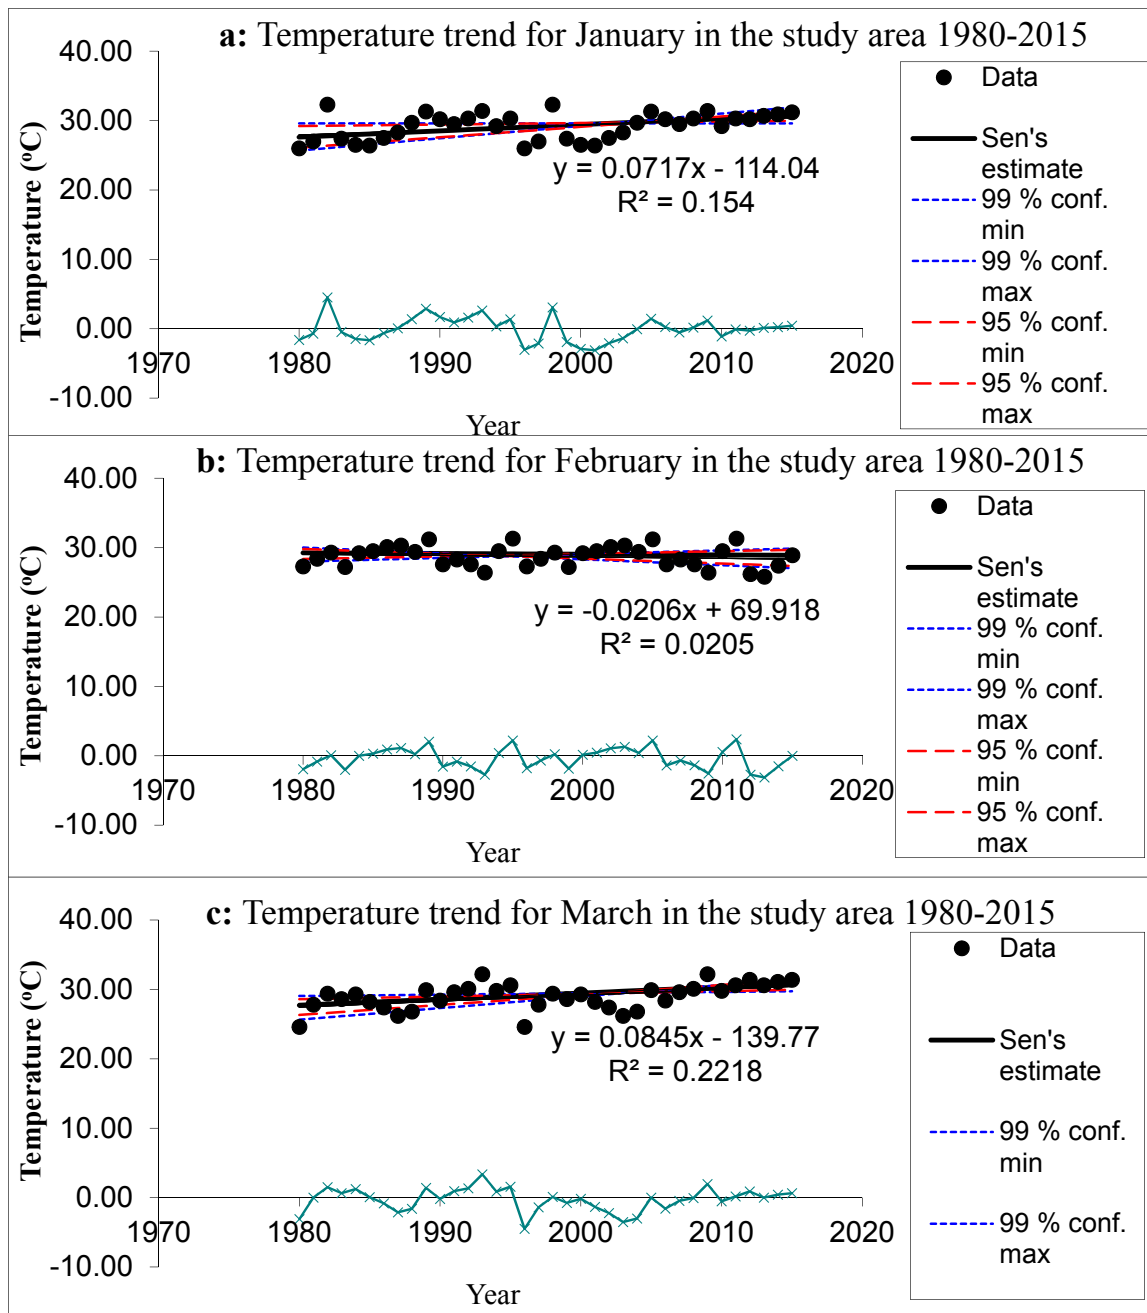 a: Temperature trend for January in the study area 1980-2015
40.00
30.00
20.00
10.00
0.00
-10.00
1970
1980
1990
2000
2010
2020
Temperature (oC)
Year
y = 0.0717x - 114.04
R² = 0.154
Data
Sen's
estimate
99 % conf.
min
99 % conf.
max
95 % conf.
min
95 % conf.
max
b: Temperature trend for February in the study area 1980-2015
40.00
30.00
20.00
10.00
0.00
-10.00
1970
1980
1990
2000
2010
2020
Temperature (oC)
Year
y = -0.0206x + 69.918
R² = 0.0205
Data
Sen's
estimate
99 % conf.
min
99 % conf.
max
95 % conf.
min
95 % conf.
max
c: Temperature trend for March in the study area 1980-2015
40.00
30.00
20.00
10.00
0.00
-10.00
1970
1980
1990
2000
2010
2020
Temperature (oC)
Year
y = 0.0845x - 139.77
R² = 0.2218
Data
Sen's
estimate
99 % conf.
min
99 % conf.
max